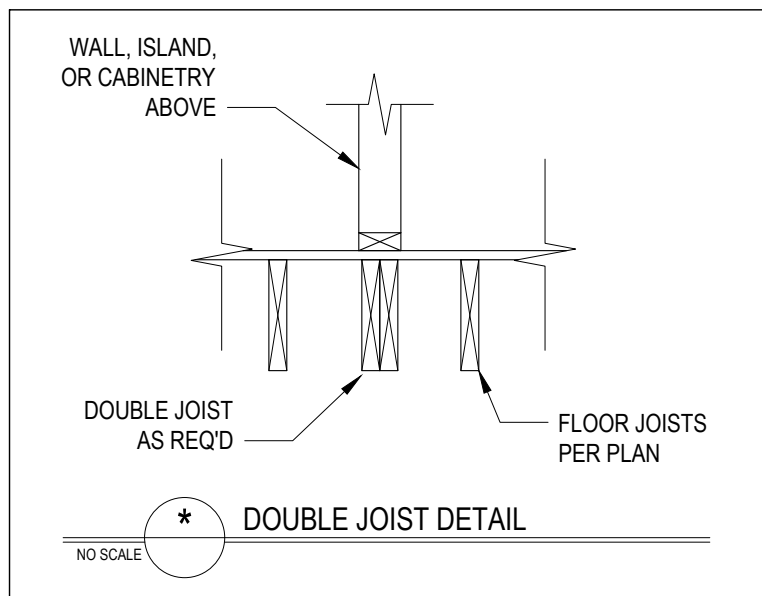 WALL, ISLAND,
OR CABINETRY
ABOVE
DOUBLE JOIST
AS REQ'D
FLOOR JOISTS
PER PLAN
* DOUBLE JOIST DETAIL
NO SCALE